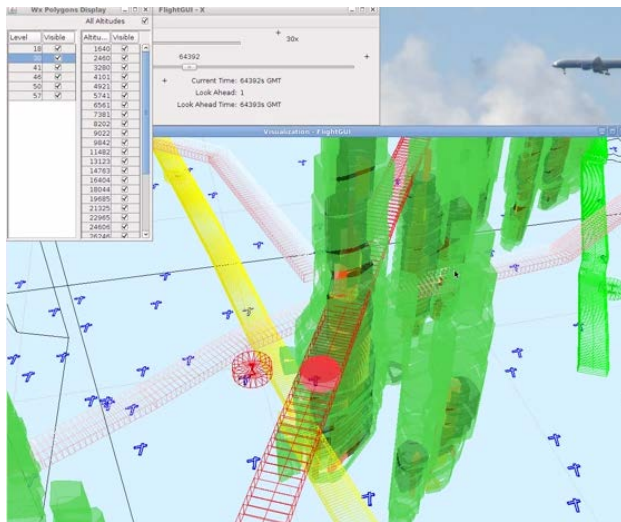 Wx Polygons Display
FlightGUI - X
All Altitudes
Level Visible
Altitu... Visible
18
30
41
46
50
57
1640
2460
3280
4101
4921
5741
6561
7381
8202
9022
9842
11482
13123
14763
16404
18044
19685
21325
22965
24606
26246
30x
64392
Current Time: 64392s GMT
Look Ahead: 1
Look Ahead Time: 64393s GMT
Visualization - FlightGUI